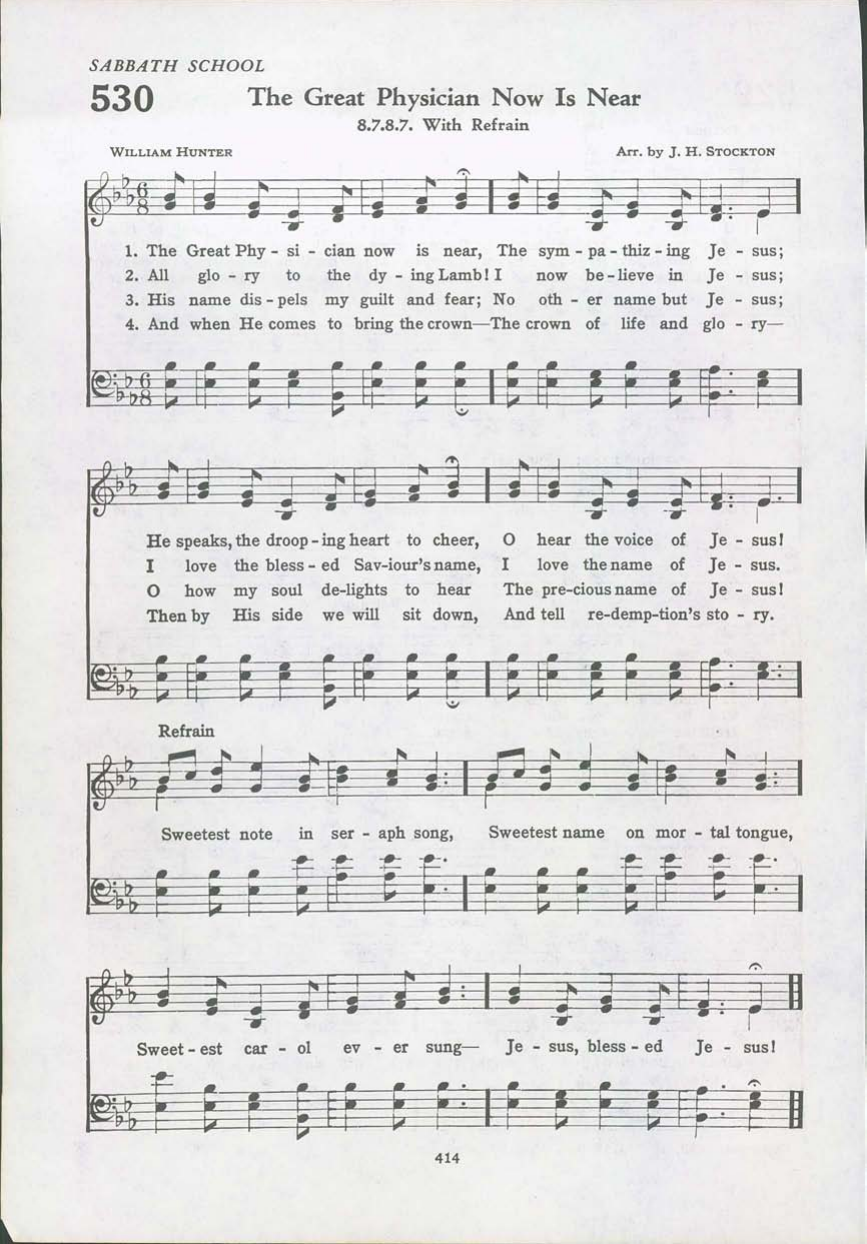 SABBATH SCHOOL
530 The Great Physician Now Is Near
8.7.8.7. With Refrain
WILLIAM HUNTER Arr. by J. H. STOCKTON
1. The Great Phy - si - cian now is near, The sym - pa - thiz - ing Je - sus;
2. All glo - ry to the dy - ing Lamb! I now be - lieve in Je - sus;
3. His name dis - pels my guilt and fear; No oth - er name but Je - sus;
4. And when He comes to bring the crown—The crown of life and glo - ry—
He speaks, the droop - ing heart to cheer, O hear the voice of Je - sus!
I love the bless - ed Sav-iour's name, I love the name of Je - sus.
O how my soul de-lights to hear The pre-cious name of Je - sus!
Then by His side we will sit down, And tell re-demp-tion's sto - ry.
Refrain
Sweetest note in ser - aph song, Sweetest name on mor - tal tongue,
Sweet - est car - ol ev - er sung— Je - sus, bless - ed Je - sus!
414